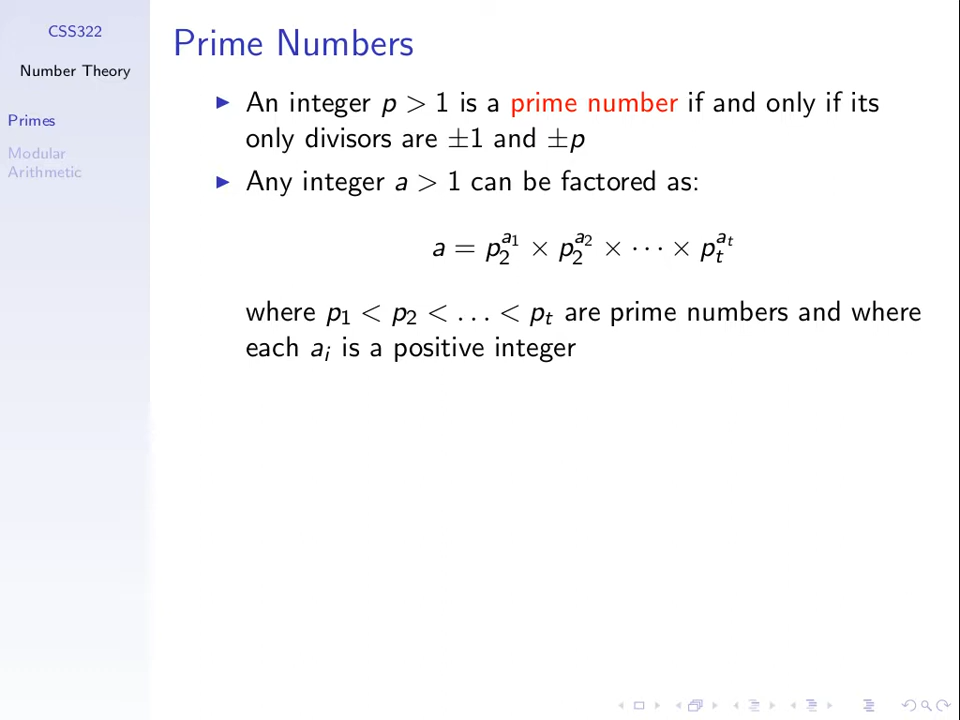 CSS322
Number Theory
Primes
Modular
Arithmetic
Prime Numbers
▶ An integer p > 1 is a prime number if and only if its
only divisors are ±1 and ±p
▶ Any integer a > 1 can be factored as:
a = p_2^{a_1} × p_2^{a_2} × ··· × p_t^{a_t}
where p_1 < p_2 < ... < p_t are prime numbers and where
each a_i is a positive integer